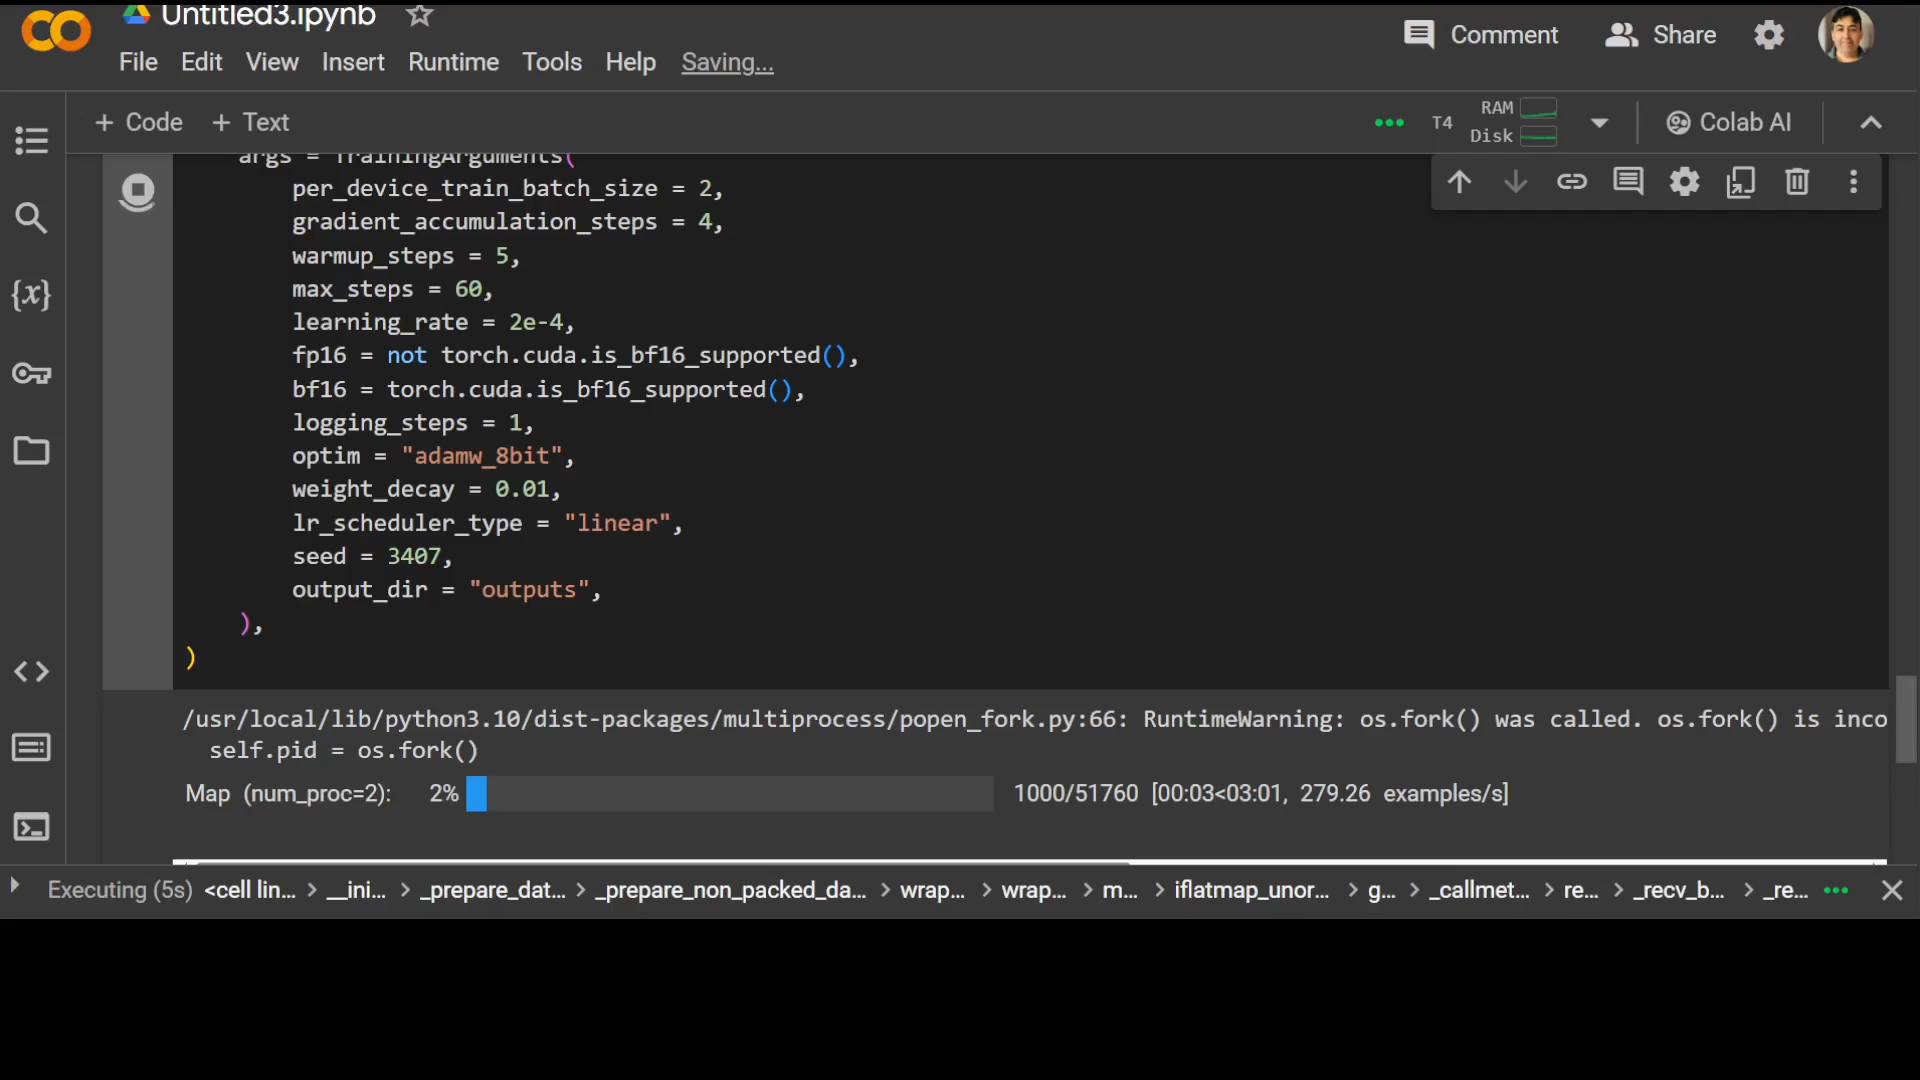 Untitled3.ipynb
Comment
Share
File Edit View Insert Runtime Tools Help Saving...
+ Code + Text
T4
RAM
Disk
Colab AI
args = TrainingArguments(
per_device_train_batch_size = 2,
gradient_accumulation_steps = 4,
warmup_steps = 5,
max_steps = 60,
learning_rate = 2e-4,
fp16 = not torch.cuda.is_bf16_supported(),
bf16 = torch.cuda.is_bf16_supported(),
logging_steps = 1,
optim = "adamw_8bit",
weight_decay = 0.01,
lr_scheduler_type = "linear",
seed = 3407,
output_dir = "outputs",
),
)
/usr/local/lib/python3.10/dist-packages/multiprocess/popen_fork.py:66: RuntimeWarning: os.fork() was called. os.fork() is inco
self.pid = os.fork()
Map (num_proc=2): 2% 1000/51760 [00:03<03:01, 279.26 examples/s]
Executing (5s) <cell lin... > __ini... > _prepare_dat... > _prepare_non_packed_da... > wrap... > wrap... > m... > iflatmap_unor... > g... > _callmet... > re... > _recv_b... > _re...